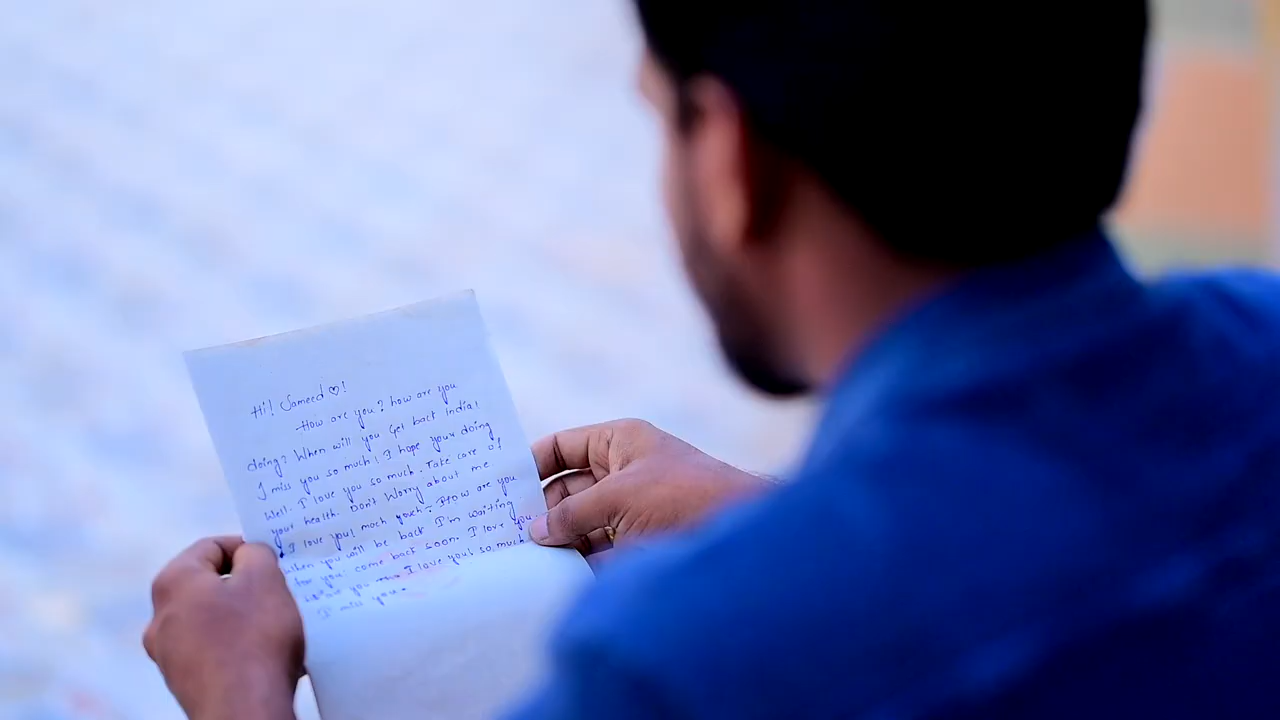 Hi! Sameed ♡!
How are you? how are you
doing? When will you Get back India!
I miss you so much! I hope your doing
well. I love you so much. Take care of
your health. Don't Worry about me.
I love you! much How are you
When you will be back I'm waiting
for you. come back soon. I love you.
you I love you! so much
I miss you.